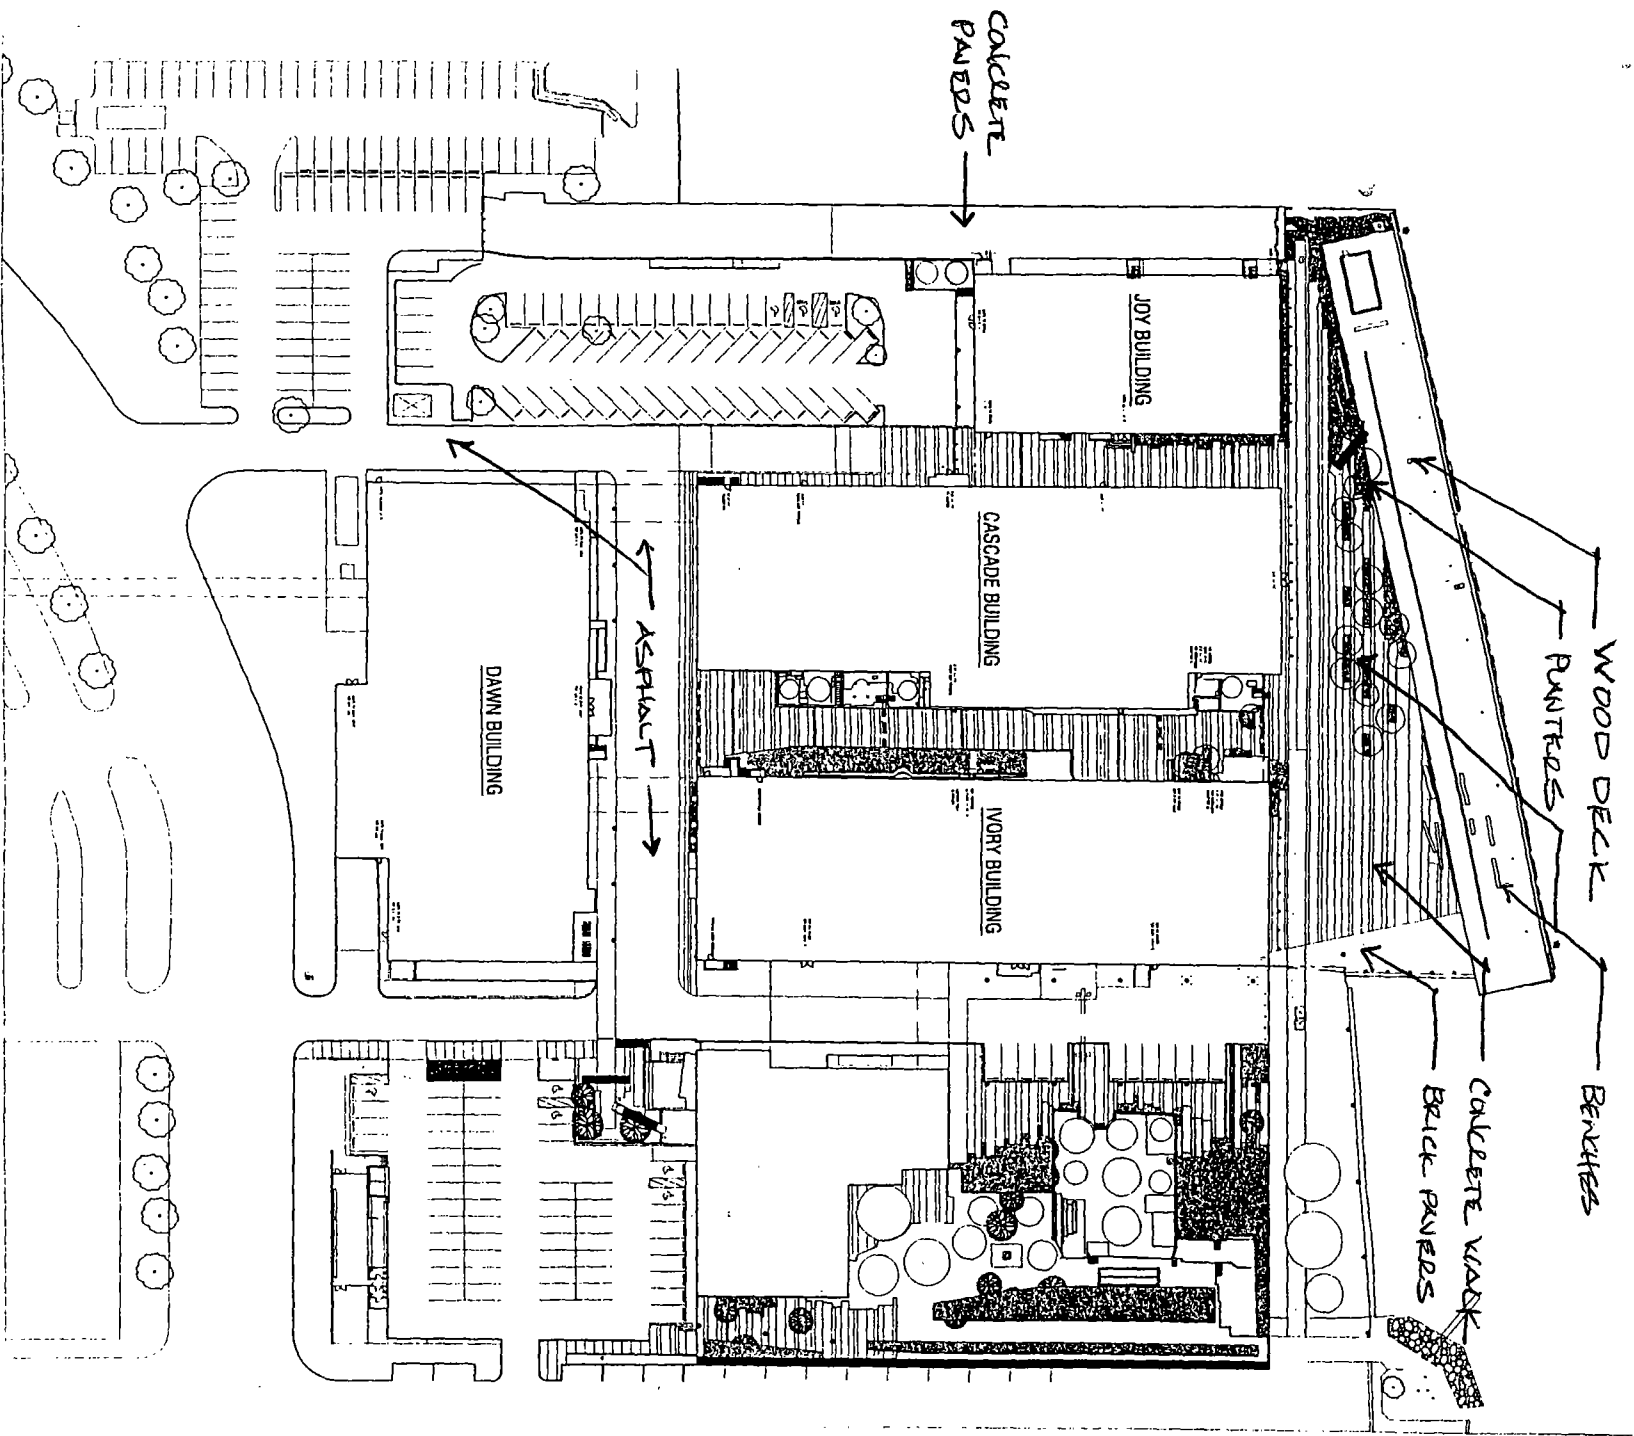 CONCRETE
PAVERS
WOOD DECK
PLANTERS
BENCHES
CONCRETE WALK
BRICK PAVERS
JOY BUILDING
CASCADE BUILDING
IVORY BUILDING
ASPHALT
DAWN BUILDING